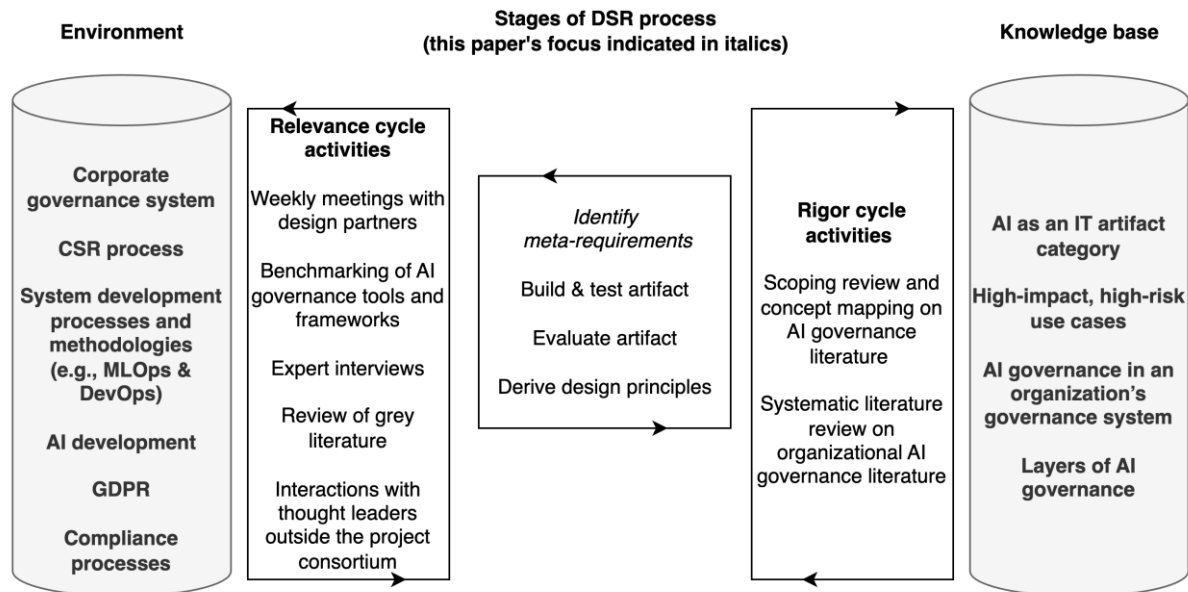 Environment
Stages of DSR process
(this paper's focus indicated in italics)
Knowledge base
Corporate
governance system
CSR process
System development
processes and
methodologies
(e.g., MLOps &
DevOps)
AI development
GDPR
Compliance
processes
Relevance cycle
activities
Weekly meetings with
design partners
Benchmarking of AI
governance tools and
frameworks
Expert interviews
Review of grey
literature
Interactions with
thought leaders
outside the project
consortium
Identify
meta-requirements
Build & test artifact
Evaluate artifact
Derive design principles
Rigor cycle
activities
Scoping review and
concept mapping on
AI governance
literature
Systematic literature
review on
organizational AI
governance literature
AI as an IT artifact
category
High-impact, high-risk
use cases
AI governance in an
organization’s
governance system
Layers of AI
governance